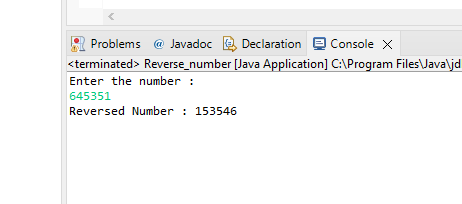 Problems @ Javadoc Declaration Console
<terminated> Reverse_number [Java Application] C:\Program Files\Java\jd
Enter the number :
645351
Reversed Number : 153546